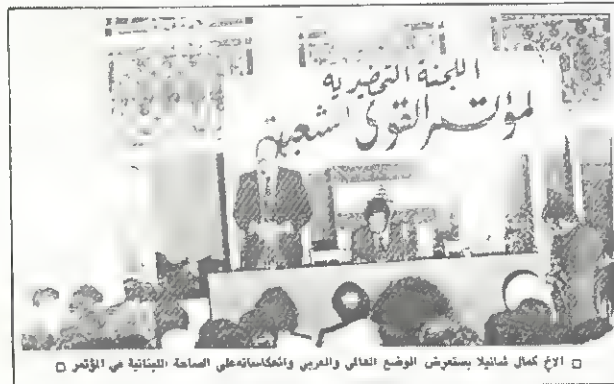 اللجنة التحضيرية
لمؤتمر القوى الشعبية
□ الاخ كمال شاتيلا يستعرض الوضع العالمي والعربي وانعكاساته على الساحة اللبنانية في المؤتمر □